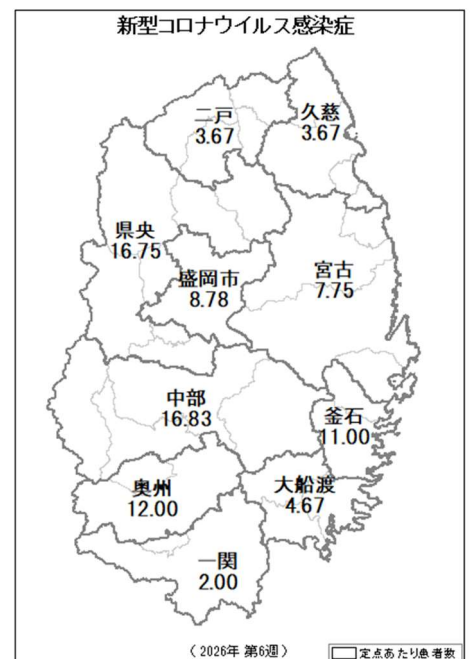 新型コロナウイルス感染症
二戸
3.67
久慈
3.67
県央
16.75
盛岡市
8.78
宮古
7.75
中部
16.83
釜石
11.00
奥州
12.00
大船渡
4.67
一関
2.00
（2026年 第6週）
定点あたり患者数